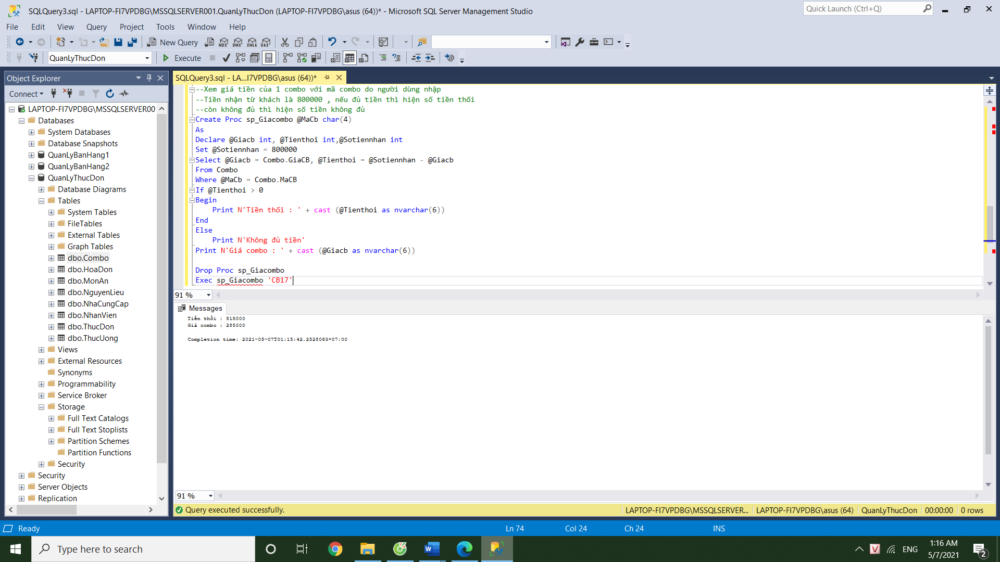 SQLQuery3.sql - LAPTOP-FI7VPDBG\MSSQLSERVER001.QuanLyThucDon (LAPTOP-FI7VPDBG\asus (64))* - Microsoft SQL Server Management Studio
Quick Launch (Ctrl+Q)
File Edit View Query Project Tools Window Help
New Query
MDX DMX XMLA DAX
QuanLyThucDon
Execute
Object Explorer
SQLQuery3.sql - LA...I7VPDBG\asus (64))*
Connect
LAPTOP-FI7VPDBG\MSSQLSERVER00
Databases
System Databases
Database Snapshots
QuanLyBanHang1
QuanLyBanHang2
QuanLyThucDon
Database Diagrams
Tables
System Tables
FileTables
External Tables
Graph Tables
dbo.Combo
dbo.HoaDon
dbo.MonAn
dbo.NguyenLieu
dbo.NhaCungCap
dbo.NhanVien
dbo.ThucDon
dbo.ThucUong
Views
External Resources
Synonyms
Programmability
Service Broker
Storage
Full Text Catalogs
Full Text Stoplists
Partition Schemes
Partition Functions
Security
Security
Server Objects
Replication
--Xem giá tiền của 1 combo với mã combo do người dùng nhập
--Tiền nhận từ khách là 800000 , nếu đủ tiền thì hiện số tiền thối
--còn không đủ thì hiện số tiền không đủ
Create Proc sp_Giacombo @MaCb char(4)
As
Declare @Giacb int, @Tienthoi int,@Sotiennhan int
Set @Sotiennhan = 800000
Select @Giacb = Combo.GiaCB, @Tienthoi = @Sotiennhan - @Giacb
From Combo
Where @MaCb = Combo.MaCB
If @Tienthoi > 0
Begin
Print N'Tiền thối : ' + cast (@Tienthoi as nvarchar(6))
End
Else
Print N'Không đủ tiền'
Print N'Giá combo : ' + cast (@Giacb as nvarchar(6))
Drop Proc sp_Giacombo
Exec sp_Giacombo 'CB17'
91 %
Messages
Tiền thối : 515000
Giá combo : 285000
Completion time: 2021-05-07T01:15:42.2528063+07:00
91 %
Query executed successfully.
LAPTOP-FI7VPDBG\MSSQLSERVER... LAPTOP-FI7VPDBG\asus (64) QuanLyThucDon 00:00:00 0 rows
Ready
Ln 74 Col 24 Ch 24 INS
Type here to search
ENG
1:16 AM
5/7/2021
2